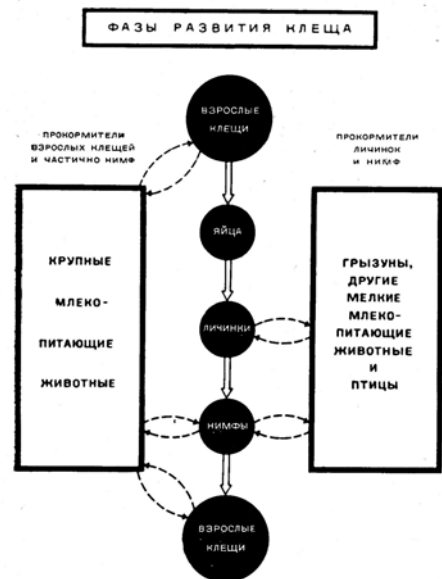 ФАЗЫ РАЗВИТИЯ КЛЕЩА
ПРОКОРМИТЕЛИ
ВЗРОСЛЫХ КЛЕЩЕЙ
И ЧАСТИЧНО НИМФ
ВЗРОСЛЫЕ
КЛЕЩИ
ПРОКОРМИТЕЛИ
ЛИЧИНОК
И НИМФ
КРУПНЫЕ
МЛЕКО-
ПИТАЮЩИЕ
ЖИВОТНЫЕ
ЯЙЦА
ЛИЧИНКИ
НИМФЫ
ВЗРОСЛЫЕ
КЛЕЩИ
ГРЫЗУНЫ,
ДРУГИЕ
МЕЛКИЕ
МЛЕКО-
ПИТАЮЩИЕ
ЖИВОТНЫЕ
И
ПТИЦЫ